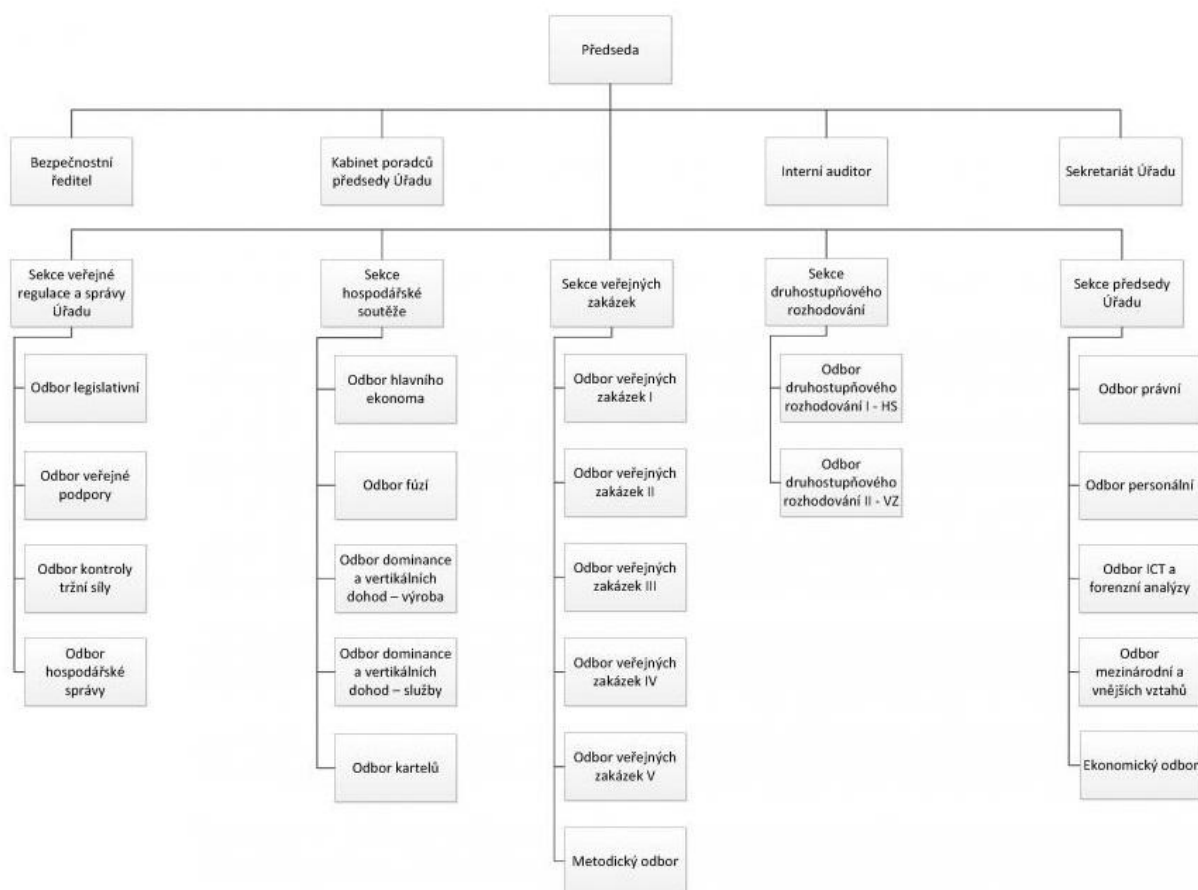 Předseda
Bezpečnostní
ředitel
Kabinet poradců
předsedy Úřadu
Interní auditor
Sekretariát Úřadu
Sekce veřejné
regulace a správy
Úřadu
Sekce
hospodářské
soutěže
Sekce veřejných
zakázek
Sekce
druhostupňového
rozhodování
Sekce předsedy
Úřadu
Odbor legislativní
Odbor veřejné
podpory
Odbor kontroly
tržní síly
Odbor
hospodářské
správy
Odbor hlavního
ekonoma
Odbor fúzí
Odbor dominance
a vertikálních
dohod – výroba
Odbor dominance
a vertikálních
dohod – služby
Odbor kartelů
Odbor veřejných
zakázek I
Odbor veřejných
zakázek II
Odbor veřejných
zakázek III
Odbor veřejných
zakázek IV
Odbor veřejných
zakázek V
Metodický odbor
Odbor
druhostupňového
rozhodování I - HS
Odbor
druhostupňového
rozhodování II - VZ
Odbor právní
Odbor personální
Odbor ICT a
forenzní analýzy
Odbor
mezinárodní a
vnějších vztahů
Ekonomický odbor